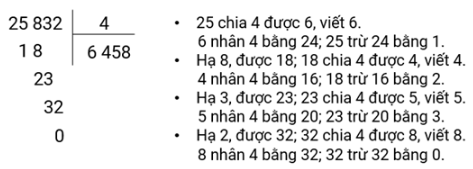 25 832 4
1 8 6 458
23
32
0
• 25 chia 4 được 6, viết 6.
6 nhân 4 bằng 24; 25 trừ 24 bằng 1.
• Hạ 8, được 18; 18 chia 4 được 4, viết 4.
4 nhân 4 bằng 16; 18 trừ 16 bằng 2.
• Hạ 3, được 23; 23 chia 4 được 5, viết 5.
5 nhân 4 bằng 20; 23 trừ 20 bằng 3.
• Hạ 2, được 32; 32 chia 4 được 8, viết 8.
8 nhân 4 bằng 32; 32 trừ 32 bằng 0.